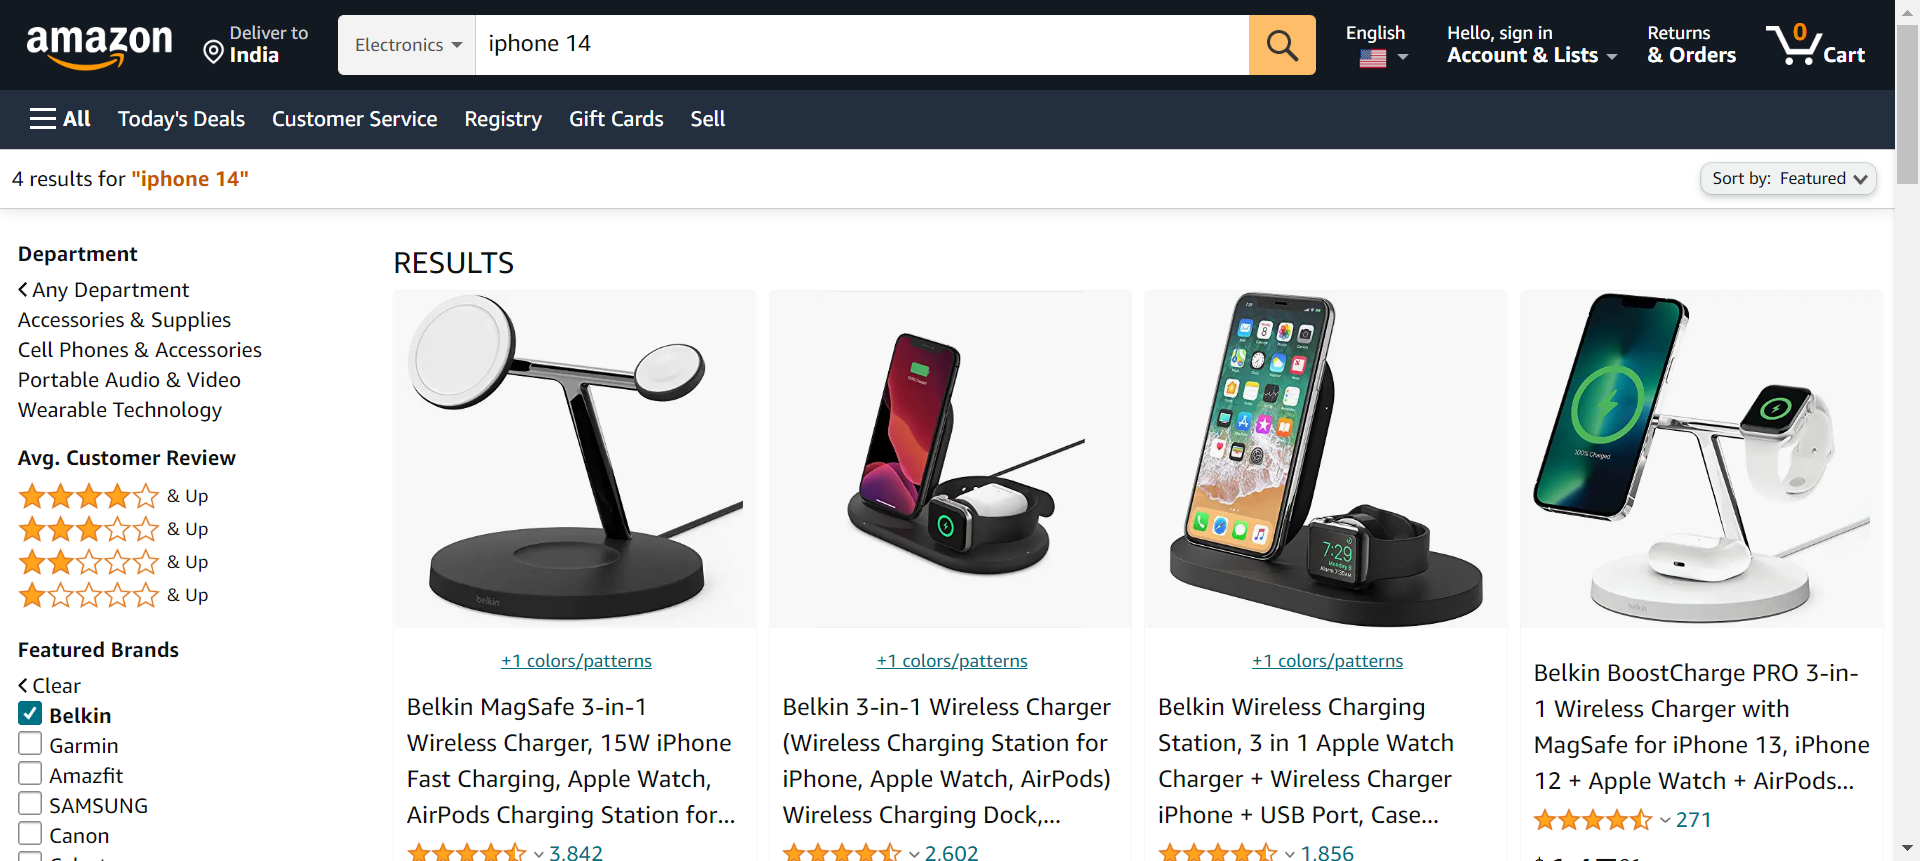 amazon
Deliver to
India
Electronics
iphone 14
English
Hello, sign in
Account & Lists
Returns
& Orders
0
Cart
All
Today's Deals
Customer Service
Registry
Gift Cards
Sell
4 results for "iphone 14"
Sort by: Featured
Department
Any Department
Accessories & Supplies
Cell Phones & Accessories
Portable Audio & Video
Wearable Technology
Avg. Customer Review
& Up
& Up
& Up
& Up
Featured Brands
Clear
Belkin
Garmin
Amazfit
SAMSUNG
Canon
RESULTS
belkin
+1 colors/patterns
Belkin MagSafe 3-in-1
Wireless Charger, 15W iPhone
Fast Charging, Apple Watch,
AirPods Charging Station for...
3,842
+1 colors/patterns
Belkin 3-in-1 Wireless Charger
(Wireless Charging Station for
iPhone, Apple Watch, AirPods)
Wireless Charging Dock,...
2,602
7:29
+1 colors/patterns
Belkin Wireless Charging
Station, 3 in 1 Apple Watch
Charger + Wireless Charger
iPhone + USB Port, Case...
1,856
100% Charged
belkin
Belkin BoostCharge PRO 3-in-
1 Wireless Charger with
MagSafe for iPhone 13, iPhone
12 + Apple Watch + AirPods...
271